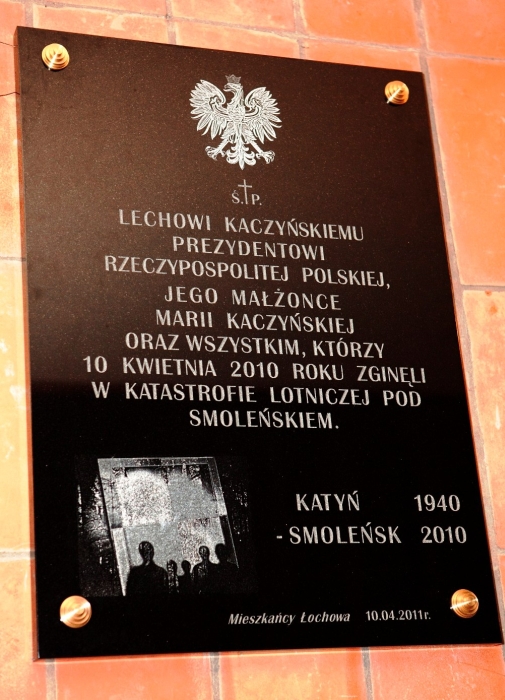 Ś.†P.
LECHOWI KACZYŃSKIEMU
PREZYDENTOWI
RZECZYPOSPOLITEJ POLSKIEJ,
JEGO MAŁŻONCE
MARII KACZYŃSKIEJ
ORAZ WSZYSTKIM, KTÓRZY
10 KWIETNIA 2010 ROKU ZGINĘLI
W KATASTROFIE LOTNICZEJ POD
SMOLEŃSKIEM.
KATYŃ 1940
- SMOLEŃSK 2010
Mieszkańcy Łochowa 10.04.2011r.